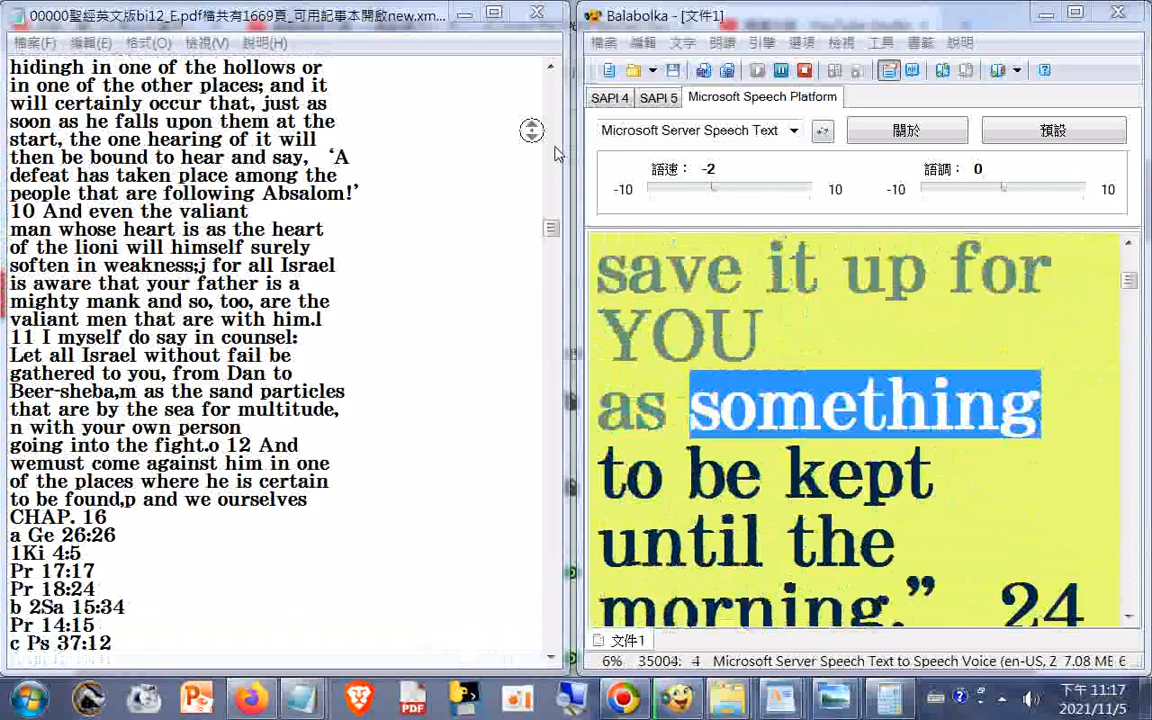 00000聖經英文版bi12_E.pdf檔共有1669頁_可用記事本開啟new.xm...
檔案(F) 編輯(E) 格式(O) 檢視(V) 說明(H)
hidingh in one of the hollows or
in one of the other places; and it
will certainly occur that, just as
soon as he falls upon them at the
start, the one hearing of it will
then be bound to hear and say, ‘A
defeat has taken place among the
people that are following Absalom!’
10 And even the valiant
man whose heart is as the heart
of the lioni will himself surely
soften in weakness;j for all Israel
is aware that your father is a
mighty mank and so, too, are the
valiant men that are with him.l
11 I myself do say in counsel:
Let all Israel without fail be
gathered to you, from Dan to
Beer-sheba,m as the sand particles
that are by the sea for multitude,
n with your own person
going into the fight.o 12 And
wemust come against him in one
of the places where he is certain
to be found,p and we ourselves
CHAP. 16
a Ge 26:26
1Ki 4:5
Pr 17:17
Pr 18:24
b 2Sa 15:34
Pr 14:15
c Ps 37:12
Balabolka - [文件1]
檔案 編輯 文字 朗讀 引擎 選項 檢視 工具 書籤 說明
SAPI 4 SAPI 5 Microsoft Speech Platform
Microsoft Server Speech Text 關於 預設
語速： -2 語調： 0
-10 10 -10 10
save it up for
YOU
as something
to be kept
until the
morning.” 24
文件1
6% 35004: 4 Microsoft Server Speech Text to Speech Voice (en-US, 2 7.08 MB 6
下午 11:17
2021/11/5